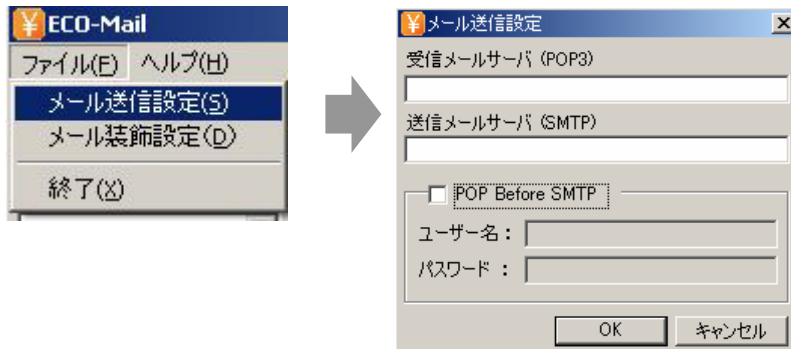 ECO-Mail
ファイル(F) ヘルプ(H)
メール送信設定(S)
メール装飾設定(D)
終了(X)
メール送信設定
受信メールサーバ (POP3)
送信メールサーバ (SMTP)
POP Before SMTP
ユーザー名:
パスワード :
OK キャンセル